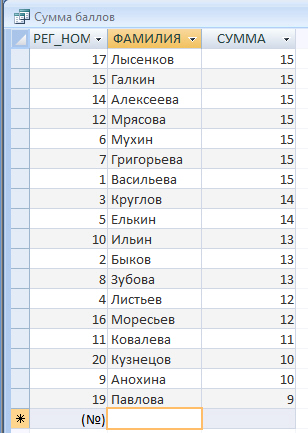 Сумма баллов
РЕГ_НОМ ФАМИЛИЯ СУММА
17 Лысенков 15
15 Галкин 15
14 Алексеева 15
12 Мрясова 15
6 Мухин 15
7 Григорьева 15
1 Васильева 15
3 Круглов 14
5 Елькин 14
10 Ильин 13
2 Быков 13
8 Зубова 13
4 Листьев 12
16 Моресьев 12
11 Ковалева 11
20 Кузнецов 10
9 Анохина 10
19 Павлова 9
(№)